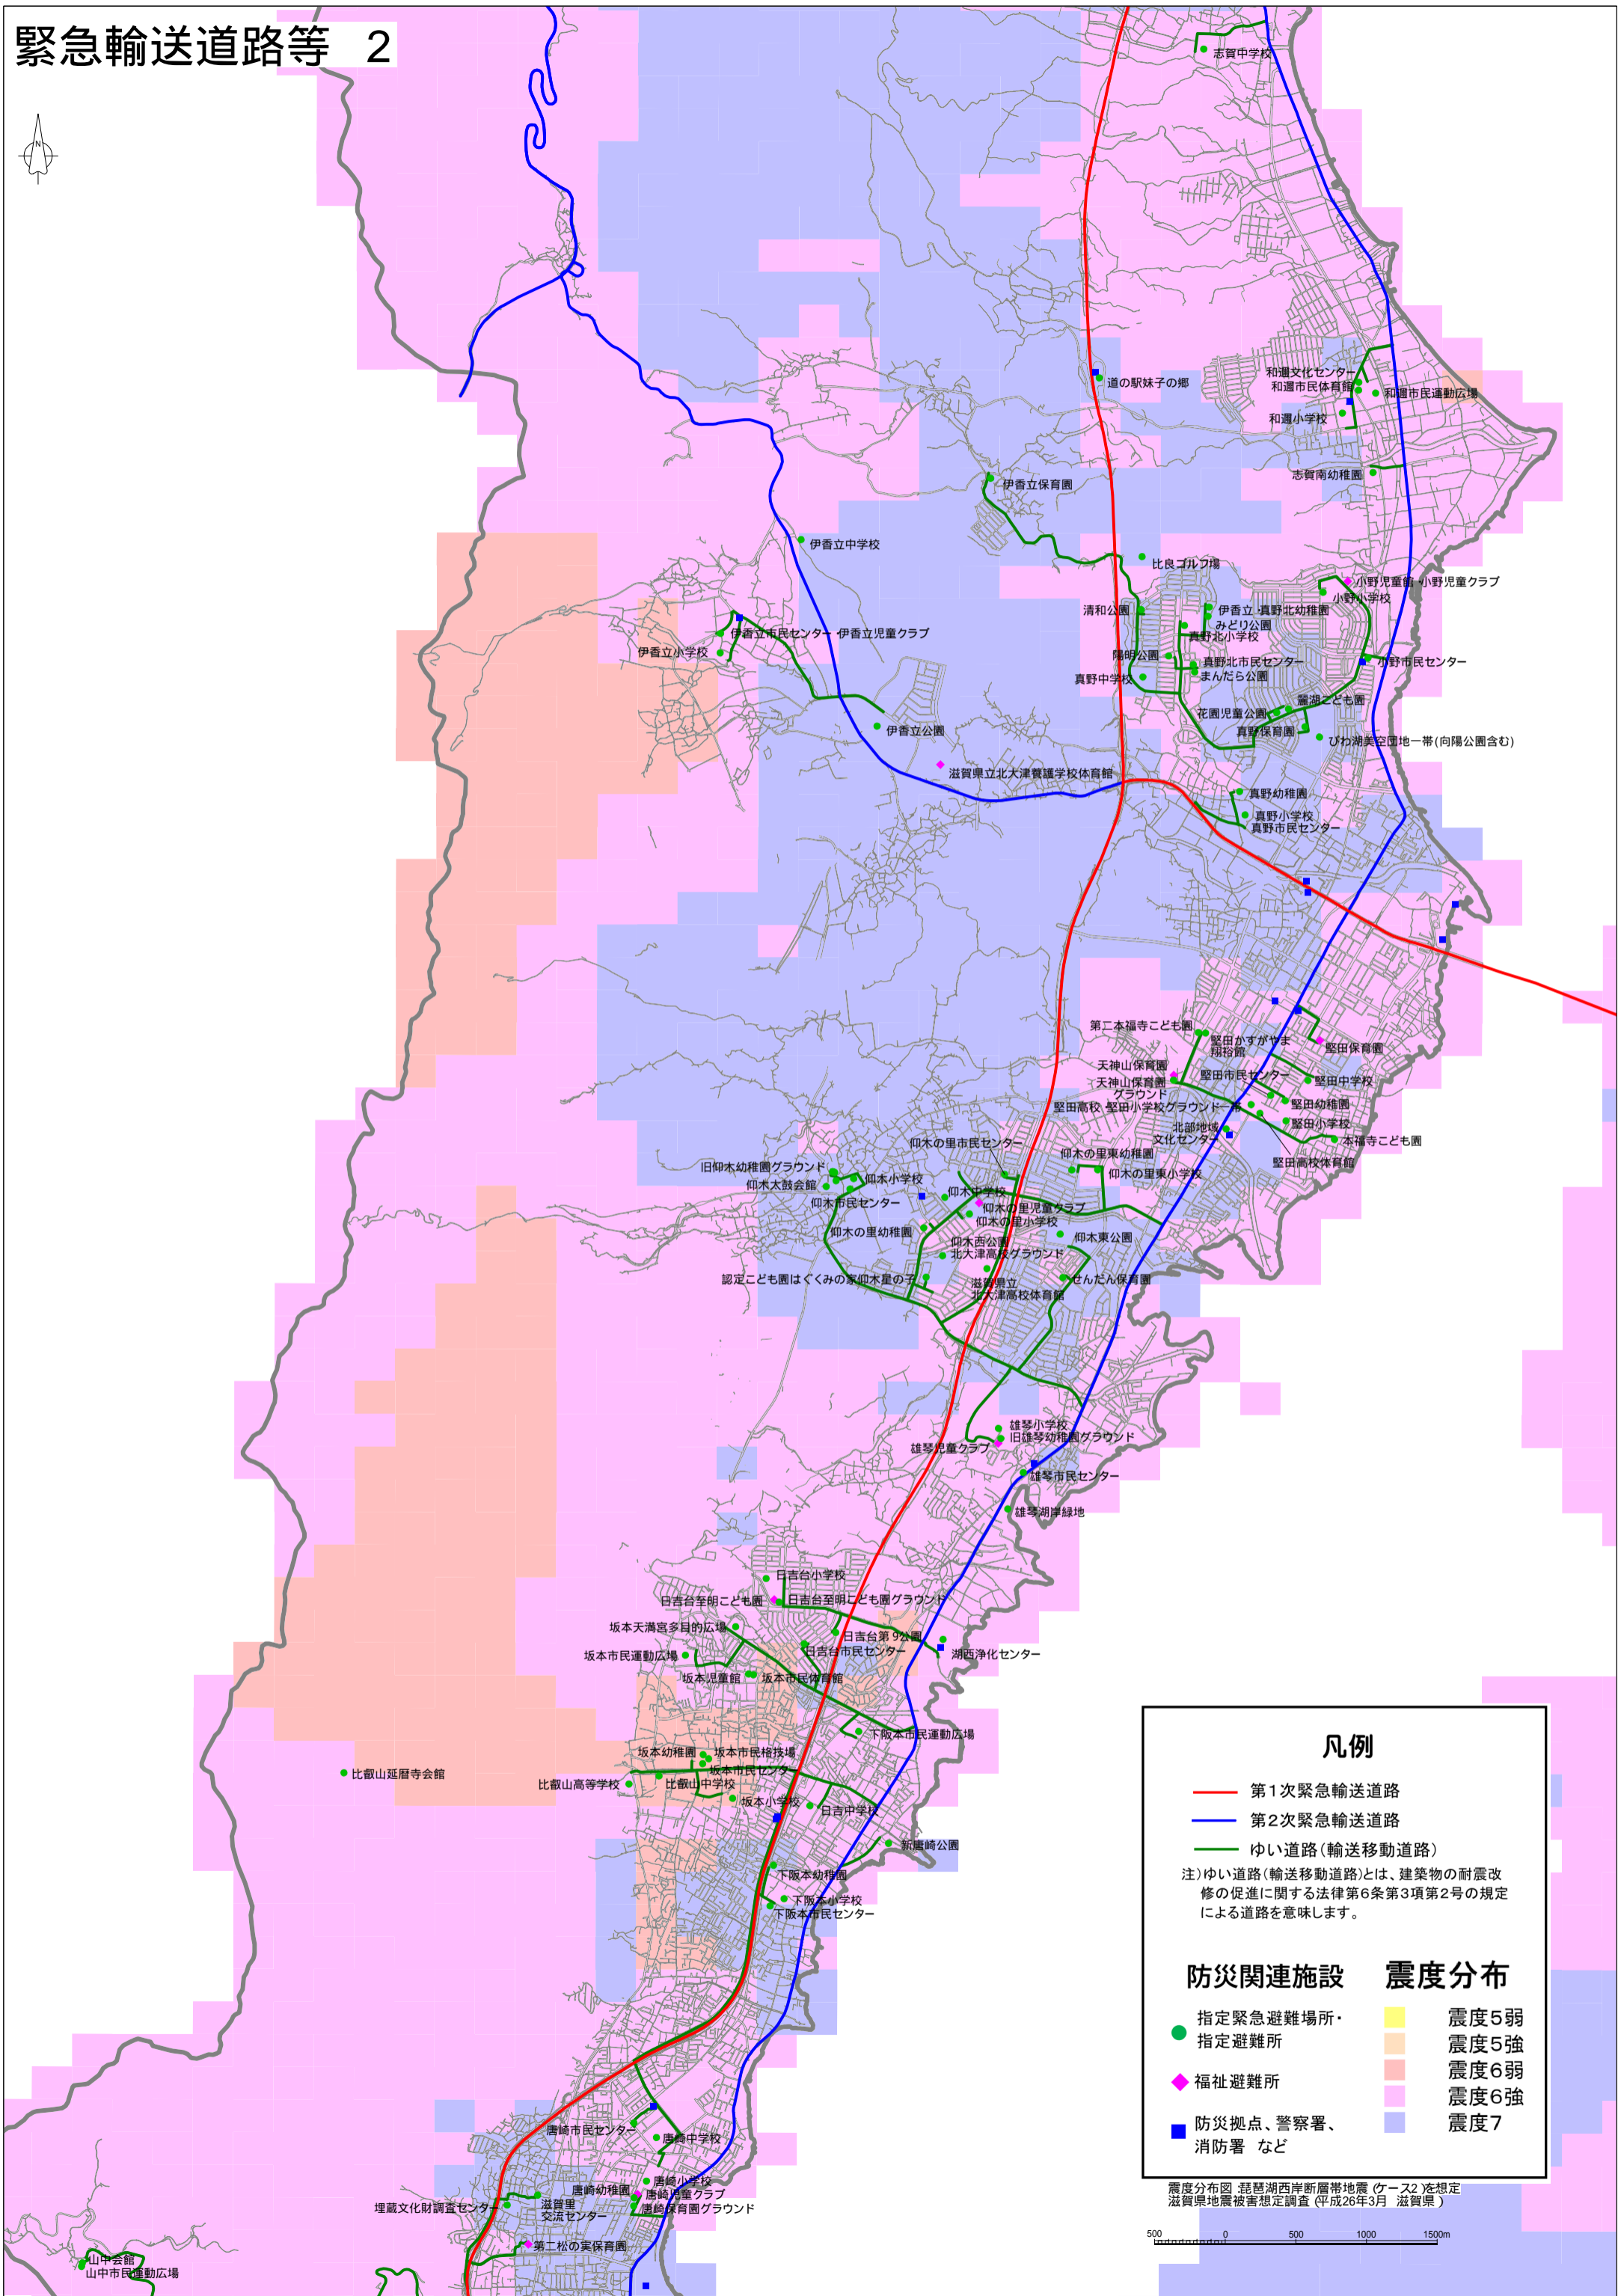 緊急輸送道路等　2
N
志賀中学校
和邇文化センター
和邇市民体育館
和邇市民運動広場
道の駅妹子の郷
和邇小学校
志賀南幼稚園
伊香立保育園
伊香立中学校
比良ゴルフ場
小野児童館・小野児童クラブ
小野小学校
清和公園
伊香立・真野北幼稚園
みどり公園
真野北小学校
伊香立市民センター・伊香立児童クラブ
伊香立小学校
陽明公園
真野北市民センター
まんだら公園
小野市民センター
真野中学校
麗湖こども園
花園児童公園
真野保育園
びわ湖美空団地一帯(向陽公園含む)
伊香立公園
滋賀県立北大津養護学校体育館
真野幼稚園
真野小学校
真野市民センター
第二本福寺こども園
堅田かすがやま
翔裕館
堅田保育園
天神山保育園
天神山保育園
グラウンド
堅田市民センター
堅田中学校
堅田高校・堅田小学校グラウンド一帯
堅田幼稚園
北部地域
文化センター
堅田小学校
本福寺こども園
堅田高校体育館
仰木の里市民センター
仰木の里東幼稚園
仰木の里東小学校
旧仰木幼稚園グラウンド
仰木小学校
仰木太鼓会館
仰木市民センター
仰木中学校
仰木の里児童クラブ
仰木の里小学校
仰木の里幼稚園
仰木東公園
仰木西公園
北大津高校グラウンド
認定こども園はぐくみの家仰木星の子
滋賀県立
北大津高校体育館
せんだん保育園
雄琴小学校
旧雄琴幼稚園グラウンド
雄琴児童クラブ
雄琴市民センター
雄琴湖岸緑地
日吉台小学校
日吉台至明こども園
日吉台至明こども園グラウンド
坂本天満宮多目的広場
日吉台第9公園
日吉台市民センター
坂本市民運動広場
湖西浄化センター
坂本児童館
坂本市民体育館
下阪本市民運動広場
坂本幼稚園
坂本市民格技場
坂本市民センター
比叡山延暦寺会館
比叡山高等学校
比叡山中学校
坂本小学校
日吉中学校
新唐崎公園
下阪本幼稚園
下阪本小学校
下阪本市民センター
唐崎市民センター
唐崎中学校
唐崎小学校
唐崎幼稚園
唐崎児童クラブ
唐崎保育園グラウンド
埋蔵文化財調査センター
滋賀里
交流センター
第二松の実保育園
山中会館
山中市民運動広場
凡例
第1次緊急輸送道路
第2次緊急輸送道路
ゆい道路(輸送移動道路)
注)ゆい道路(輸送移動道路)とは、建築物の耐震改
修の促進に関する法律第6条第3項第2号の規定
による道路を意味します。
防災関連施設
指定緊急避難場所・
指定避難所
福祉避難所
防災拠点、警察署、
消防署　など
震度分布
震度5弱
震度5強
震度6弱
震度6強
震度7
震度分布図:琵琶湖西岸断層帯地震(ケース2)を想定
滋賀県地震被害想定調査(平成26年3月　滋賀県)
500 0 500 1000 1500m